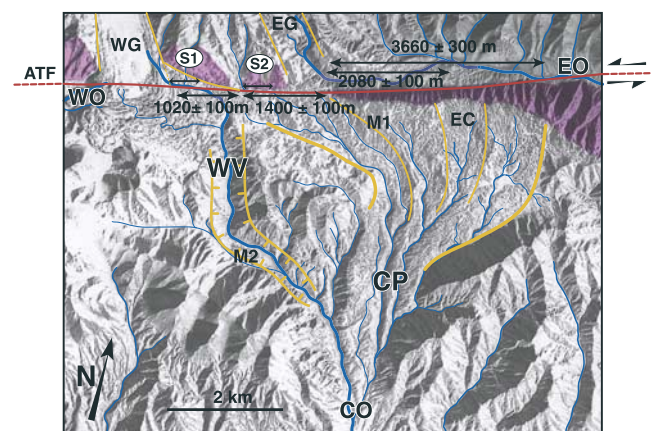 EG
WG
S1
S2
3660 ± 300 m
EO
ATF
2080 ± 100 m
WO
1020± 100m
1400 ± 100m
M1
EC
WV
M2
CP
N
2 km
CO